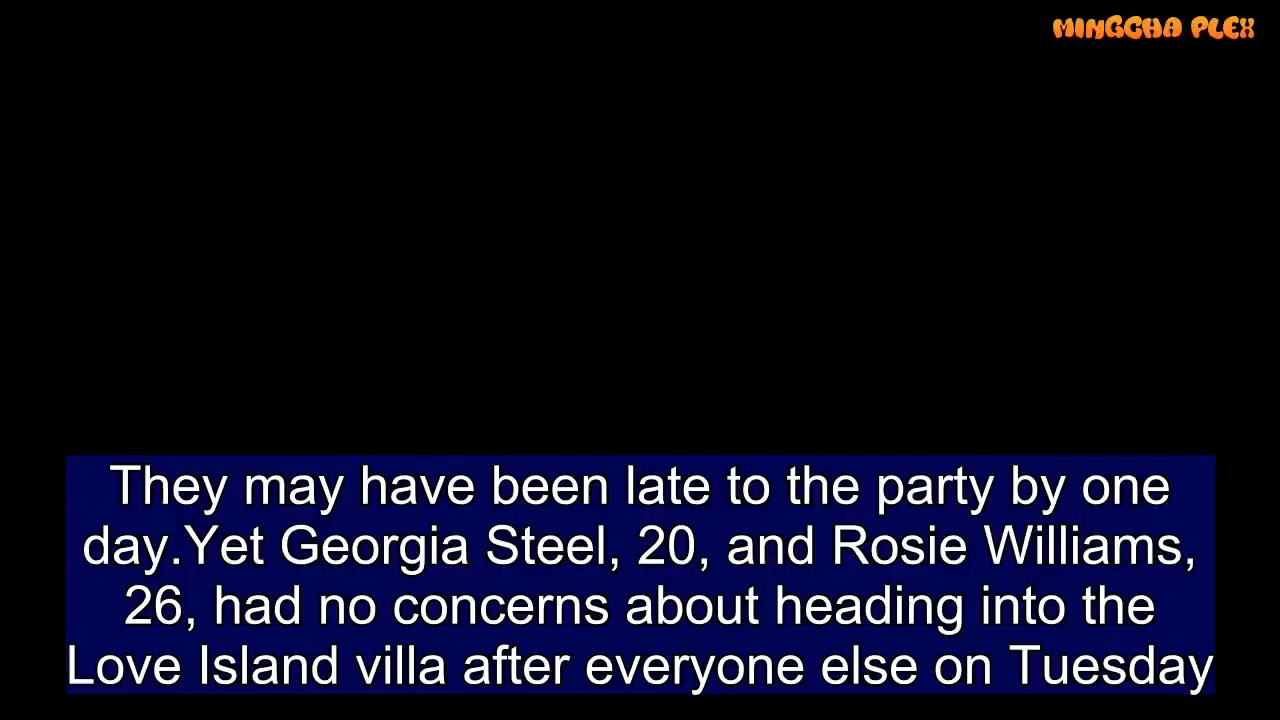 MINGCHA PLEX
They may have been late to the party by one
day.Yet Georgia Steel, 20, and Rosie Williams,
26, had no concerns about heading into the
Love Island villa after everyone else on Tuesday